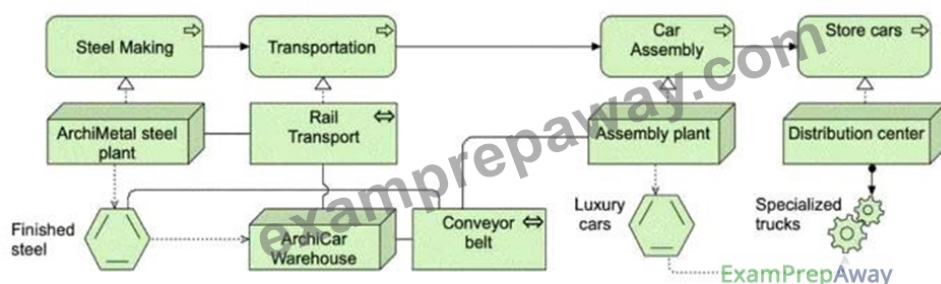 Steel Making
Transportation
Car
Assembly
Store cars
ArchiMetal steel
plant
Rail
Transport
Assembly plant
Distribution center
Finished
steel
ArchiCar
Warehouse
Conveyor
belt
Luxury
cars
Specialized
trucks
examprepaway.com
ExamPrepAway